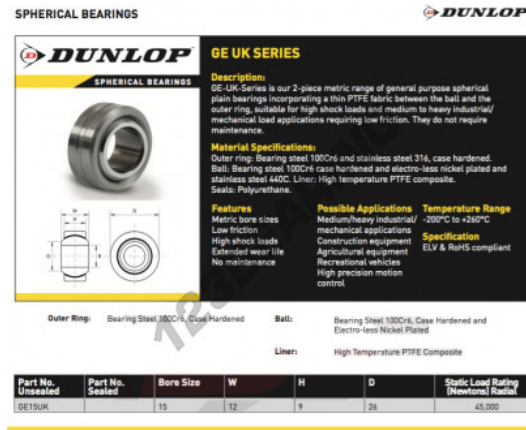 SPHERICAL BEARINGS
DUNLOP
DUNLOP
SPHERICAL BEARINGS
GE UK SERIES
Description:
GE-UK-Series is our 2-piece metric range of general purpose spherical
plain bearings incorporating a thin PTFE fabric between the ball and the
outer ring, suitable for high shock loads and medium to heavy industrial/
mechanical load applications requiring low friction. They do not require
maintenance.
Material Specifications:
Outer ring: Bearing steel 100Cr6 and stainless steel 316, case hardened.
Ball: Bearing steel 100Cr6 case hardened and electro-less nickel plated and
stainless steel 440C. Liner: High temperature PTFE composite.
Seals: Polyurethane.
Features
Metric bore sizes
Low friction
High shock loads
Extended wear life
No maintenance
Possible Applications
Medium/heavy industrial/
mechanical applications
Construction equipment
Agricultural equipment
Recreational vehicles
High precision motion
control
Temperature Range
-200°C to +260°C
Specification
ELV & RoHS compliant
Outer Ring: Bearing Steel 100Cr6, Case Hardened
Ball: Bearing Steel 100Cr6, Case Hardened and
Electro-less Nickel Plated
Liner: High Temperature PTFE Composite
Part No. Unsealed Part No. Sealed Bore Size W H D Static Load Rating (Newtons) Radial
GE15UK 15 12 9 26 45,000